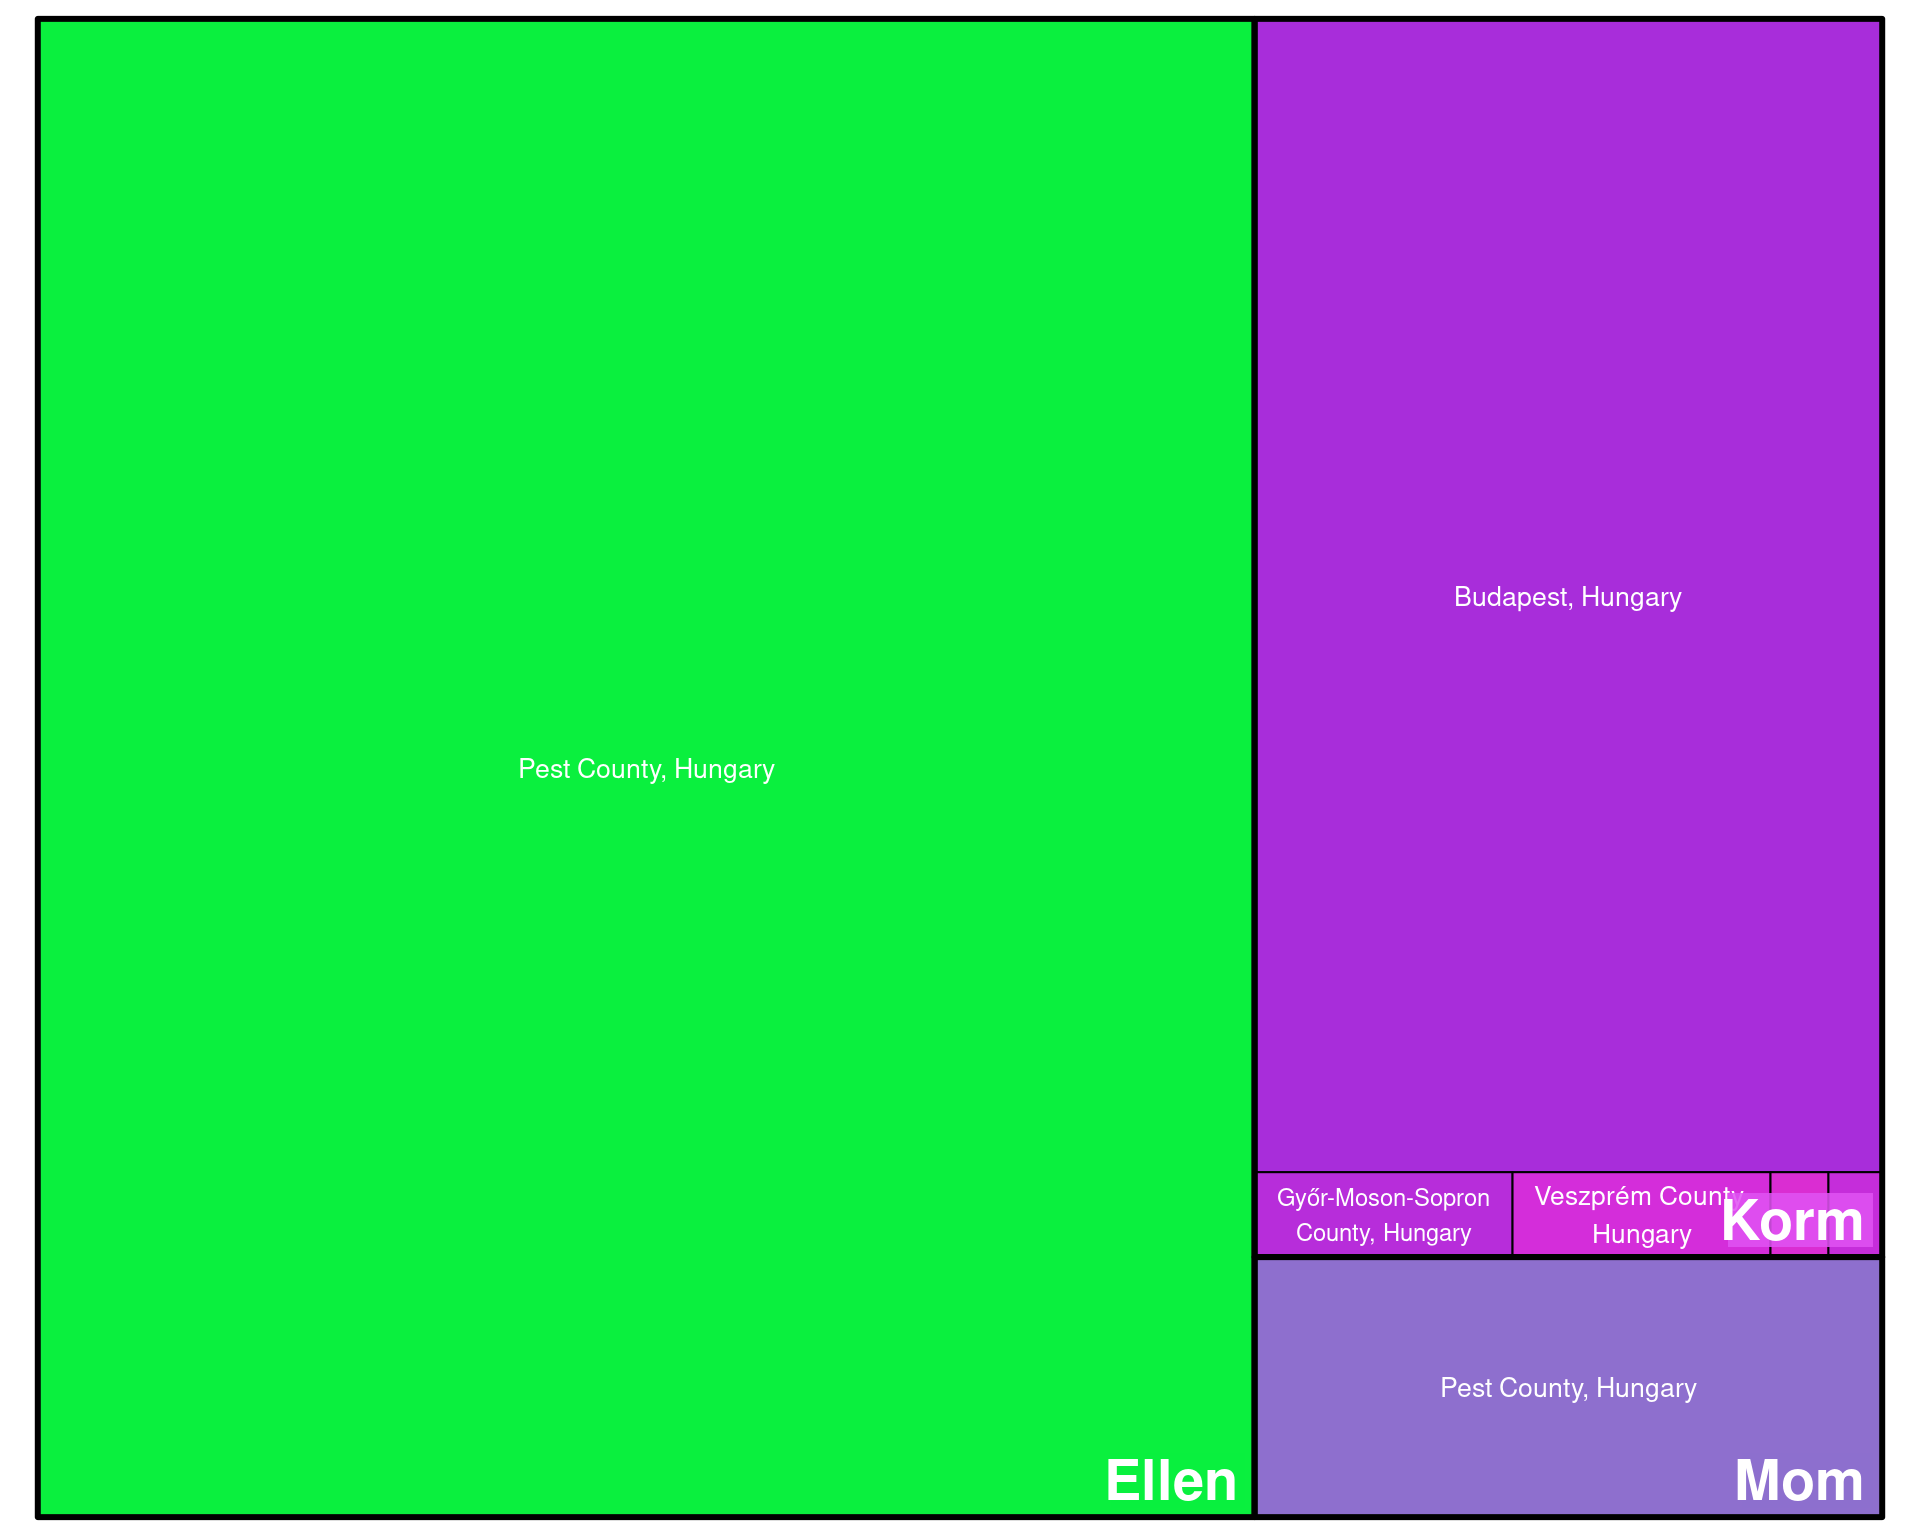 Pest County, Hungary
Ellen
Budapest, Hungary
Győr-Moson-Sopron
County, Hungary
Veszprém County,
Hungary
Korm
Pest County, Hungary
Mom